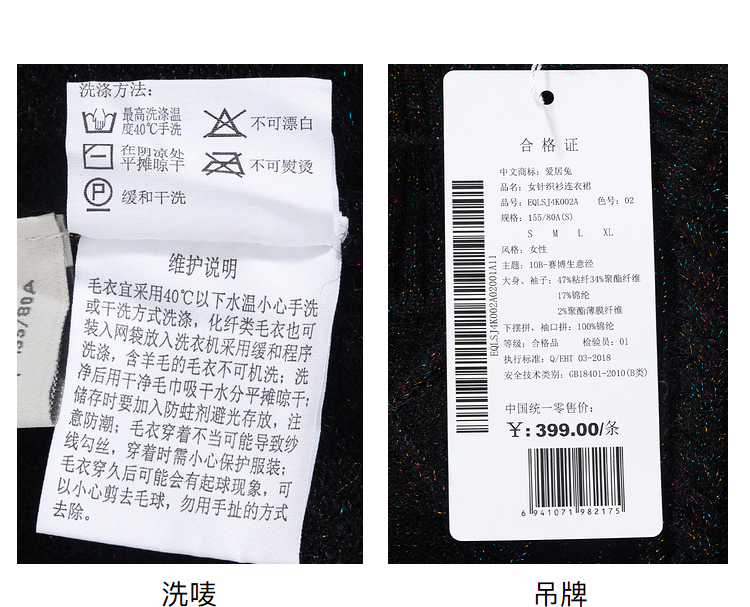 洗涤方法:
最高洗涤温
度40℃手洗
不可漂白
在阴凉处
平摊晾干
不可熨烫
P
缓和干洗
维护说明
毛衣宜采用40℃以下水温小心手洗
或干洗方式洗涤，化纤类毛衣也可
装入网袋放入洗衣机采用缓和程序
洗涤，含羊毛的毛衣不可机洗；洗
净后用干净毛巾吸干水分平摊晾干;
储存时要加入防蛀剂避光存放，注
意防潮；毛衣穿着不当可能导致纱
线勾丝，穿着时需小心保护服装;
毛衣穿久后可能会有起球现象，可
以小心剪去毛球，勿用手扯的方式
去除。
洗唛
合格证
中文商标: 爱居兔
品名: 女针织衫连衣裙
品号: EQLSJ4K002A 色号: 02
规格: 155/80A(S)
S M L XL
风格: 女性
主题: 10B-赛博生意经
大身、袖子: 47%粘纤34%聚酯纤维
17%锦纶
2%聚酯薄膜纤维
下摆拼，袖口拼: 100%锦纶
等级: 合格品 检验员: 01
执行标准: Q/EHT 03-2018
安全技术类别: GB18401-2010(B类)
EQLSJ4K002A02001A11
中国统一零售价:
¥:399.00/条
6 941071 982175
吊牌